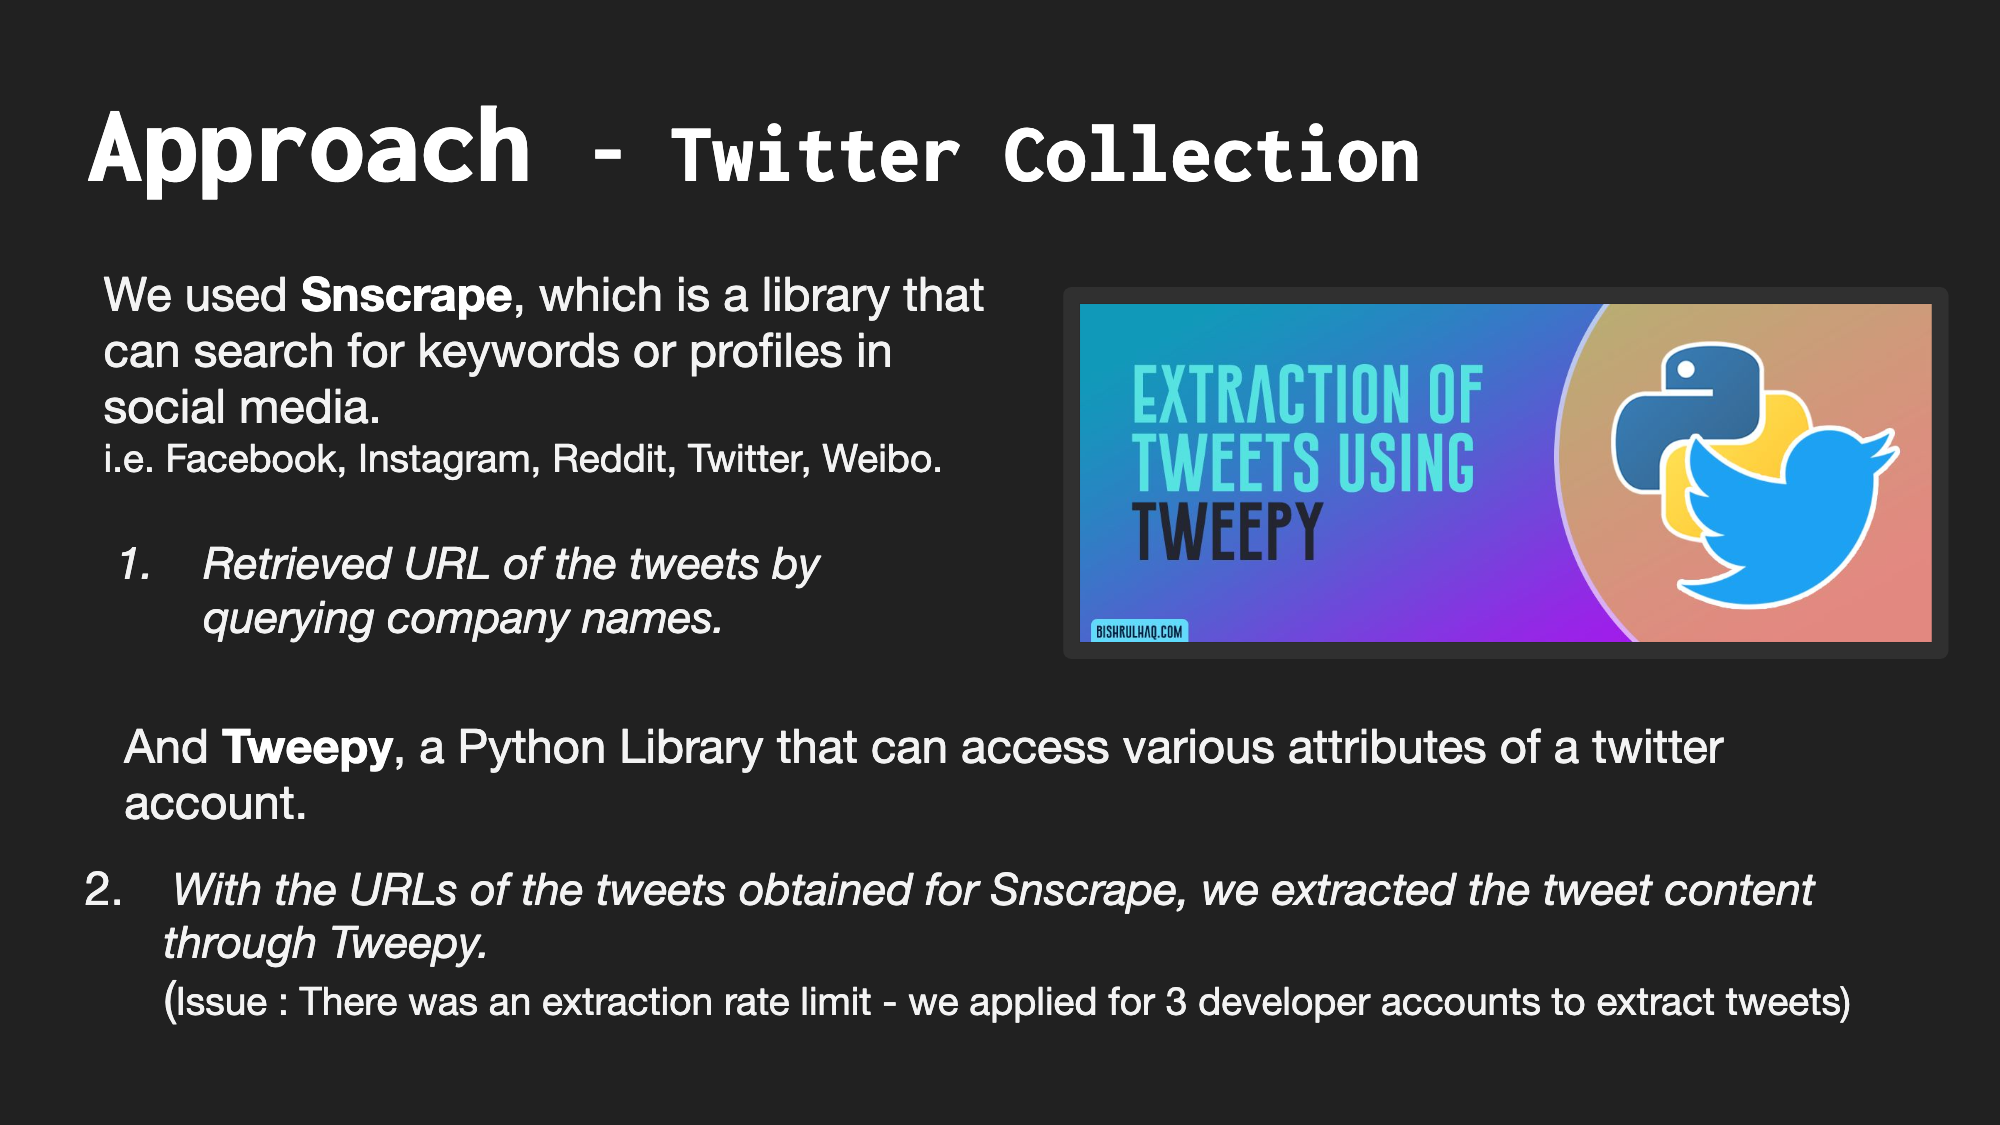 Approach - Twitter Collection
We used Snscrape, which is a library that
can search for keywords or profiles in
social media.
i.e. Facebook, Instagram, Reddit, Twitter, Weibo.
1. Retrieved URL of the tweets by
querying company names.
EXTRACTION OF
TWEETS USING
TWEEPY
BISHRULHAQ.COM
And Tweepy, a Python Library that can access various attributes of a twitter
account.
2. With the URLs of the tweets obtained for Snscrape, we extracted the tweet content
through Tweepy.
(Issue : There was an extraction rate limit - we applied for 3 developer accounts to extract tweets)